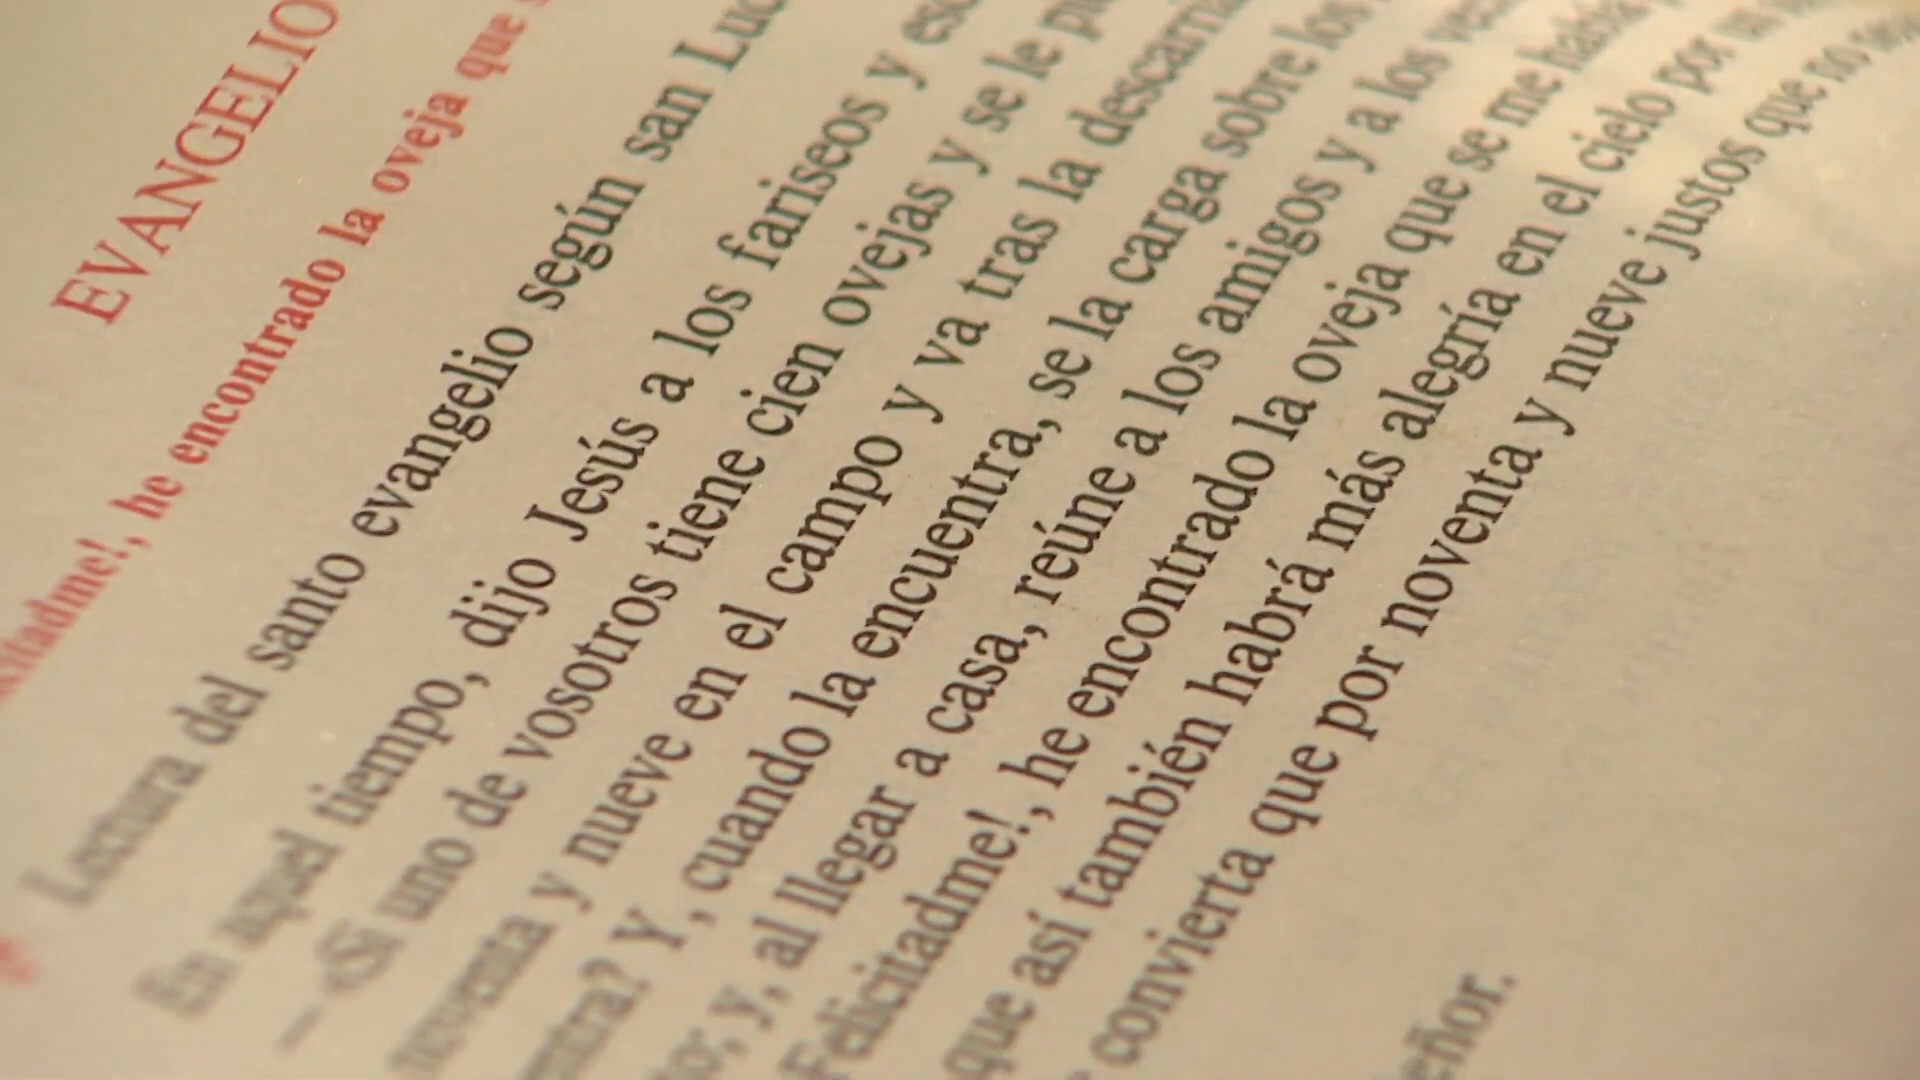 EVANGELIO
he encontrado la oveja que
Lectura del santo evangelio según san
En aquel tiempo, dijo Jesús a los fariseos y
— «Si uno de vosotros tiene cien ovejas y se le
noventa y nueve en el campo y va tras la
Y, cuando la encuentra, se la carga sobre los
y, al llegar a casa, reúne a los amigos y a los
Felicitadme!, he encontrado la oveja que se me había
que así también habrá más alegría en el cielo por un
convierta que por noventa y nueve justos que no